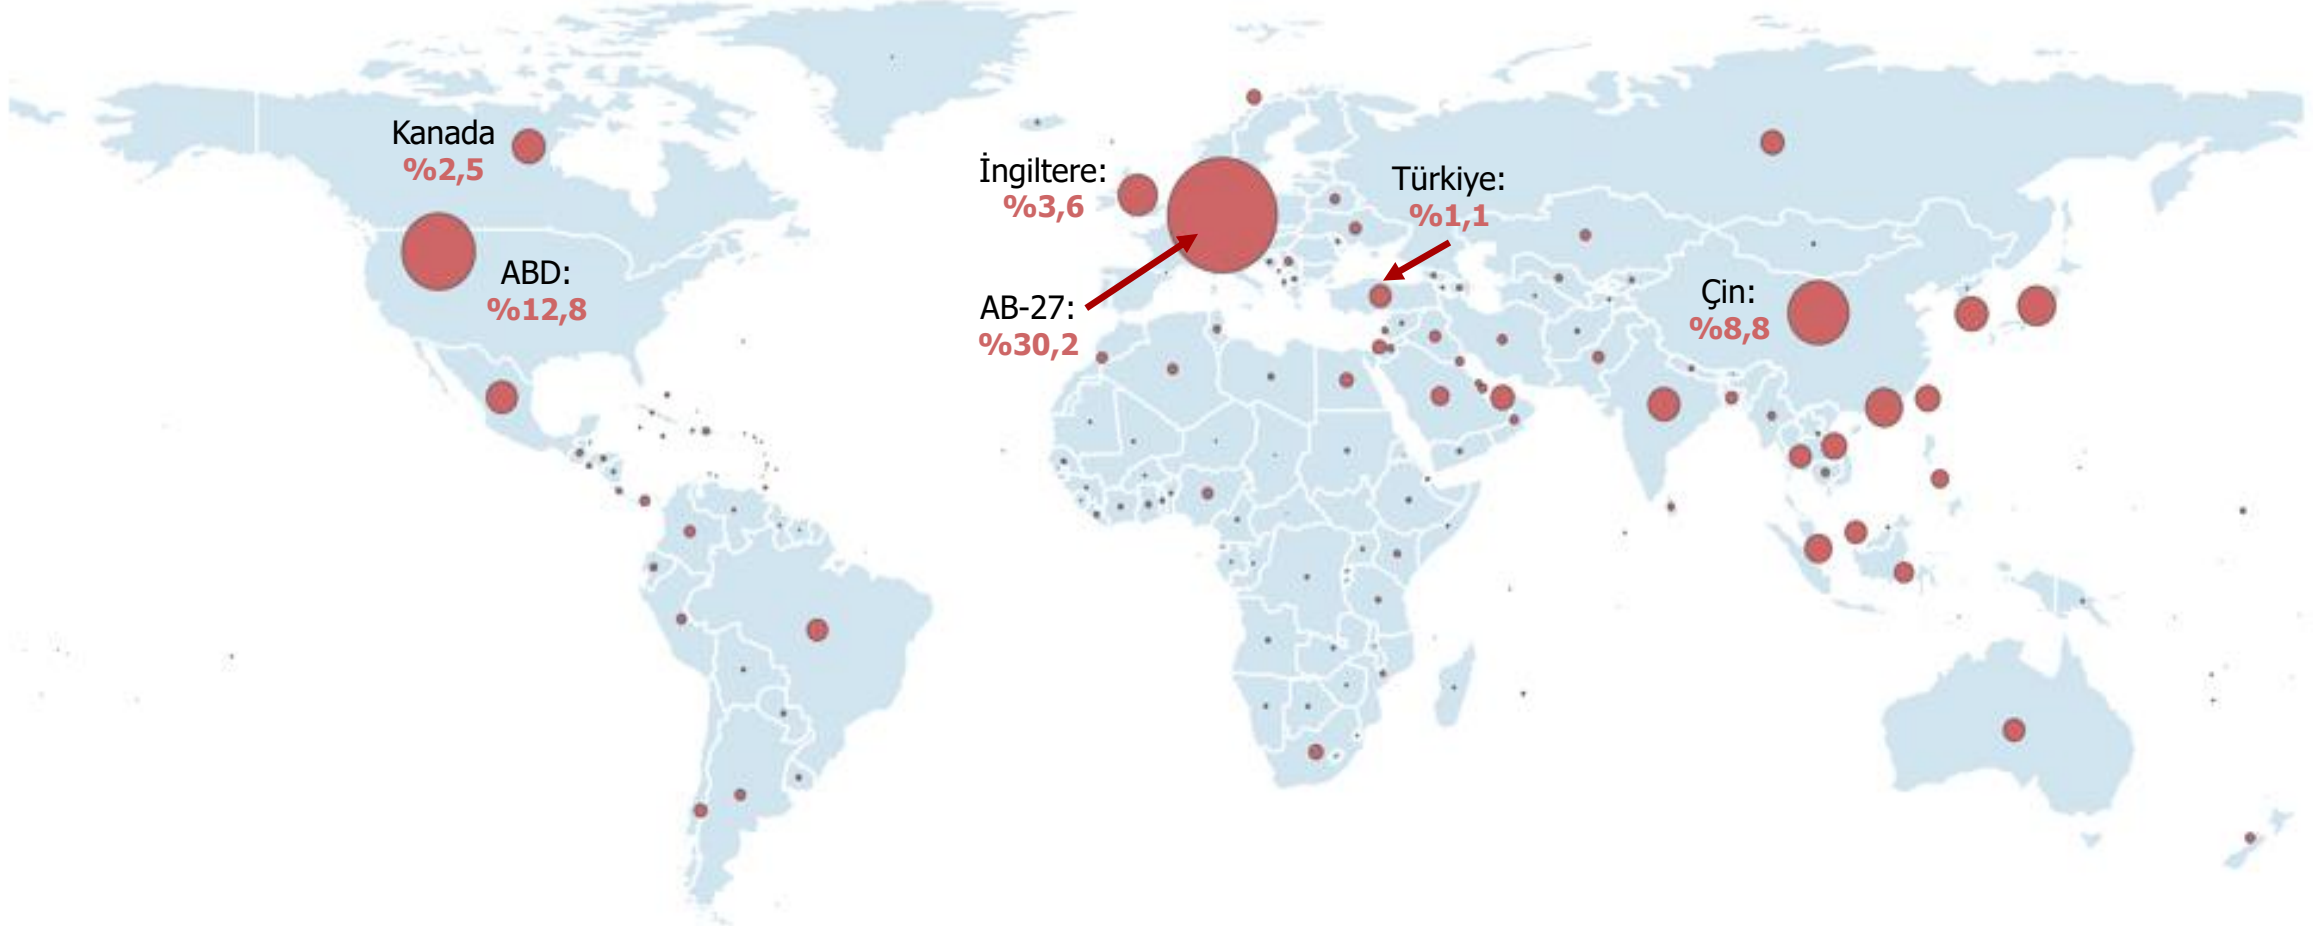 Kanada
%2,5
ABD:
%12,8
İngiltere:
%3,6
AB-27:
%30,2
Türkiye:
%1,1
Çin:
%8,8